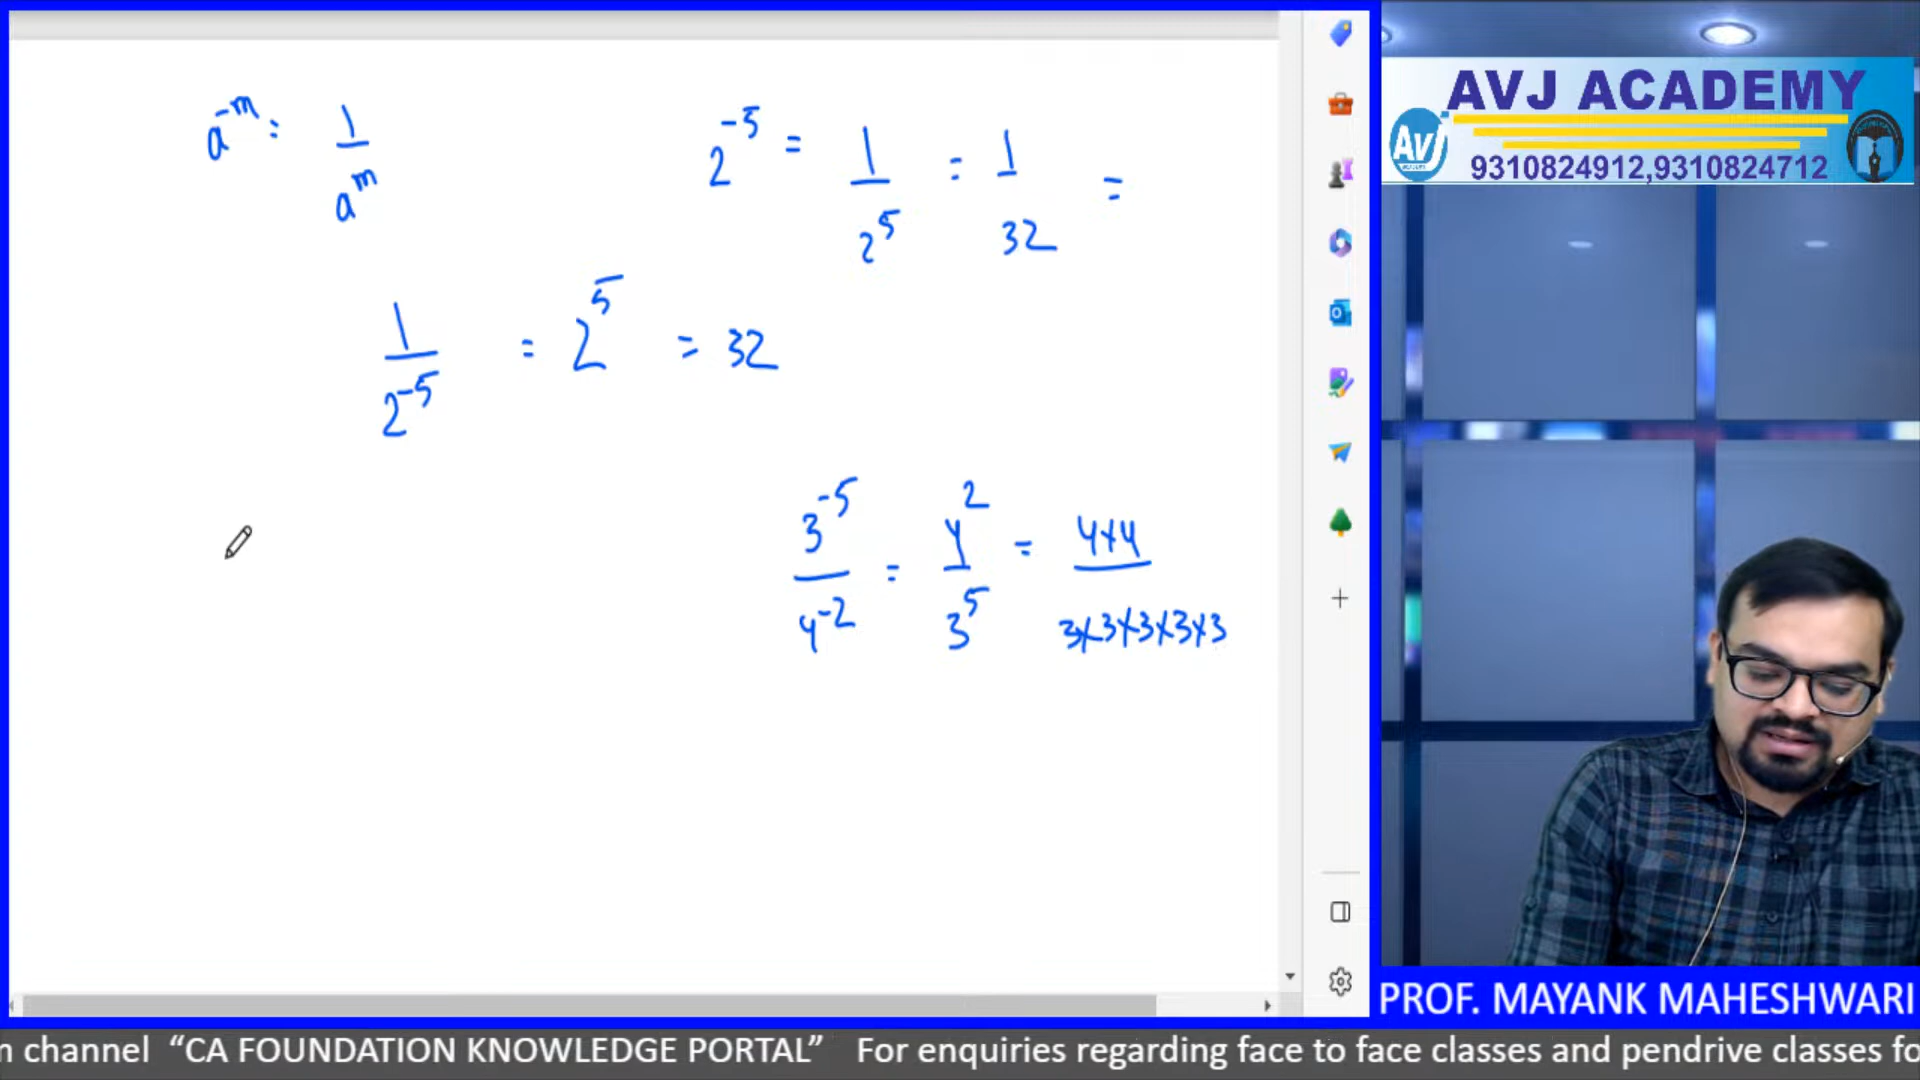 a^-m = 1/a^m
2^-5 = 1/2^5 = 1/32 =
1/2^-5 = 2^5 = 32
3^-5/4^-2 = 4^2/3^5 = 4×4/3×3×3×3×3
AVJ ACADEMY
AVJ
9310824912,9310824712
PROF. MAYANK MAHESHWARI
n channel “CA FOUNDATION KNOWLEDGE PORTAL” For enquiries regarding face to face classes and pendrive classes fo